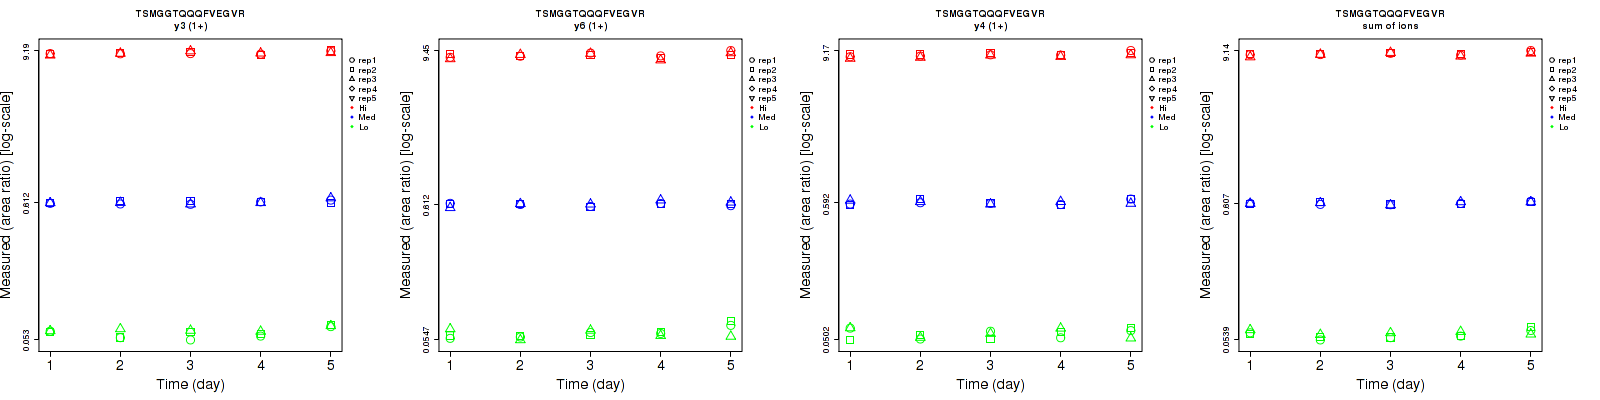 TSMGGTQQQFVEGVR
y3 (1+)
Measured (area ratio) [log-scale]
9.19
0.612
0.053
1 2 3 4 5
Time (day)
rep1
rep2
rep3
rep4
rep5
Hi
Med
Lo
TSMGGTQQQFVEGVR
y6 (1+)
Measured (area ratio) [log-scale]
9.45
0.612
0.0547
1 2 3 4 5
Time (day)
rep1
rep2
rep3
rep4
rep5
Hi
Med
Lo
TSMGGTQQQFVEGVR
y4 (1+)
Measured (area ratio) [log-scale]
9.17
0.592
0.0502
1 2 3 4 5
Time (day)
rep1
rep2
rep3
rep4
rep5
Hi
Med
Lo
TSMGGTQQQFVEGVR
sum of ions
Measured (area ratio) [log-scale]
9.14
0.607
0.0539
1 2 3 4 5
Time (day)
rep1
rep2
rep3
rep4
rep5
Hi
Med
Lo